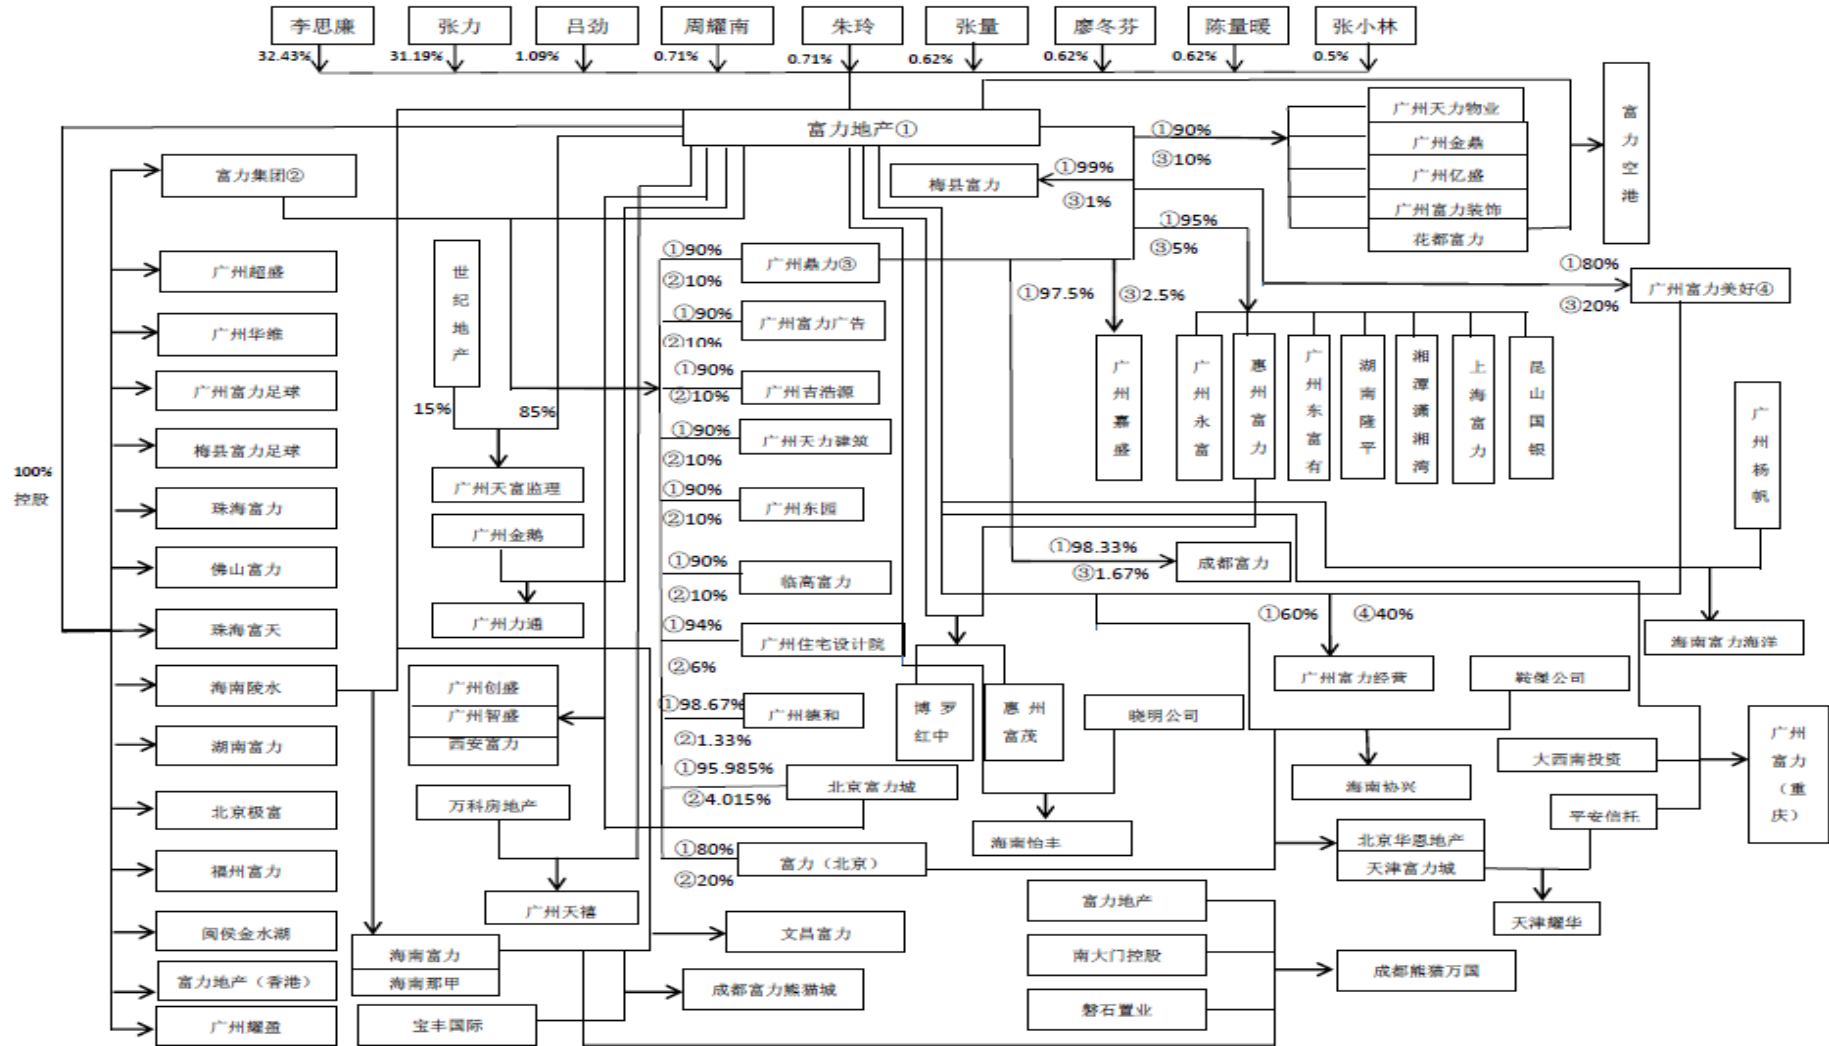 李思廉
张力
吕劲
周耀南
朱玲
张量
廖冬芬
陈量暖
张小林
32.43%
31.19%
1.09%
0.71%
0.71%
0.62%
0.62%
0.62%
0.5%
富力地产①
①90%
③10%
广州天力物业
广州金鼎
广州亿盛
广州富力装饰
花都富力
富力空港
富力集团②
梅县富力
①99%
③1%
①95%
③5%
①80%
③20%
广州富力美好④
100%
控股
广州超盛
广州华维
广州富力足球
梅县富力足球
珠海富力
佛山富力
珠海富天
海南陵水
湖南富力
北京极富
福州富力
闽侯金水湖
富力地产（香港）
广州耀盈
世纪地产
15%
85%
广州天富监理
广州金鹅
广州力通
广州创盛
广州智盛
西安富力
万科房地产
广州天禧
海南富力
海南那甲
宝丰国际
①90%
②10%
广州鼎力③
①90%
②10%
广州富力广告
①90%
②10%
广州吉浩源
①90%
②10%
广州天力建筑
①90%
②10%
广州东园
①90%
②10%
临高富力
①94%
②6%
广州住宅设计院
①98.67%
②1.33%
广州德和
①95.985%
②4.015%
北京富力城
①80%
②20%
富力（北京）
文昌富力
成都富力熊猫城
①97.5%
③2.5%
广州嘉盛
广州永富
惠州富力
广州东富有
湖南隆平
湘潭潇湘湾
上海富力
昆山国银
广州杨帆
①98.33%
③1.67%
成都富力
①60%
④40%
广州富力经营
鞍傑公司
海南富力海洋
博罗
红中
惠州
富茂
晓明公司
海南怡丰
海南协兴
大西南投资
平安信托
广州
富力
（重
庆）
北京华恩地产
天津富力城
天津耀华
富力地产
南大门控股
磐石置业
成都熊猫万国